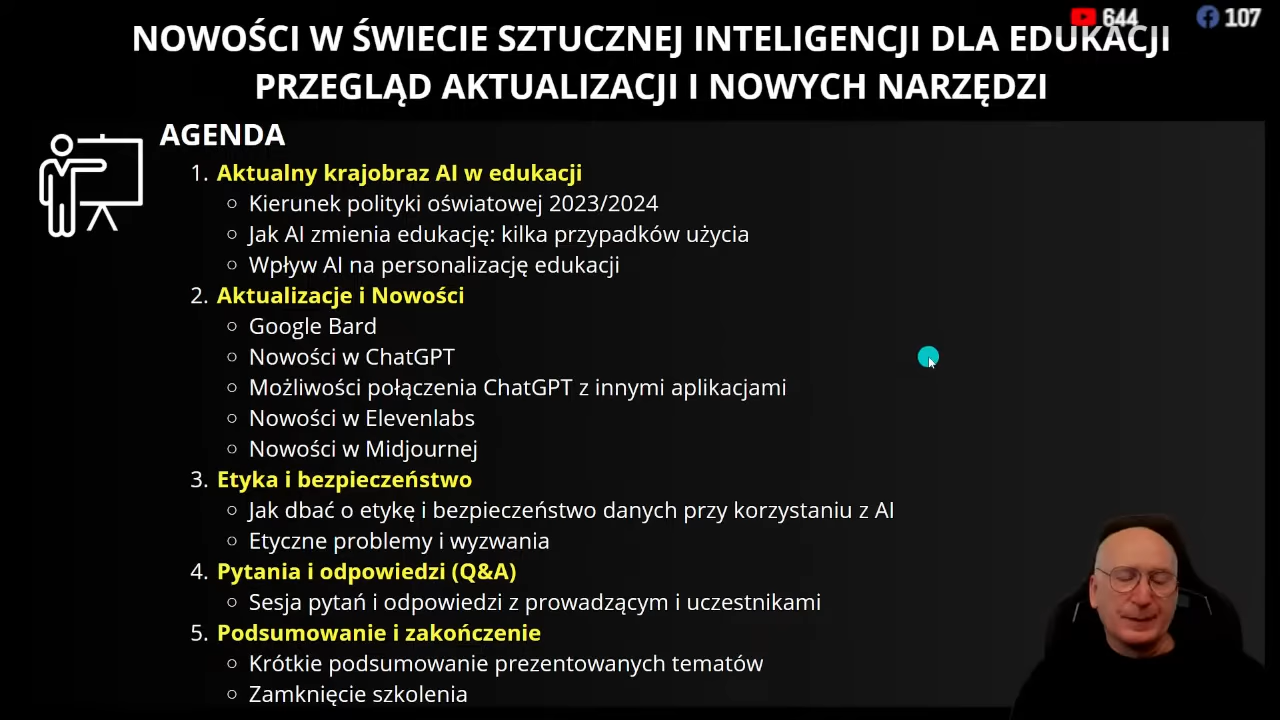 644
107
NOWOŚCI W ŚWIECIE SZTUCZNEJ INTELIGENCJI DLA EDUKACJI
PRZEGLĄD AKTUALIZACJI I NOWYCH NARZĘDZI
AGENDA
1. Aktualny krajobraz AI w edukacji
Kierunek polityki oświatowej 2023/2024
Jak AI zmienia edukację: kilka przypadków użycia
Wpływ AI na personalizację edukacji
2. Aktualizacje i Nowości
Google Bard
Nowości w ChatGPT
Możliwości połączenia ChatGPT z innymi aplikacjami
Nowości w Elevenlabs
Nowości w Midjournej
3. Etyka i bezpieczeństwo
Jak dbać o etykę i bezpieczeństwo danych przy korzystaniu z AI
Etyczne problemy i wyzwania
4. Pytania i odpowiedzi (Q&A)
Sesja pytań i odpowiedzi z prowadzącym i uczestnikami
5. Podsumowanie i zakończenie
Krótkie podsumowanie prezentowanych tematów
Zamknięcie szkolenia